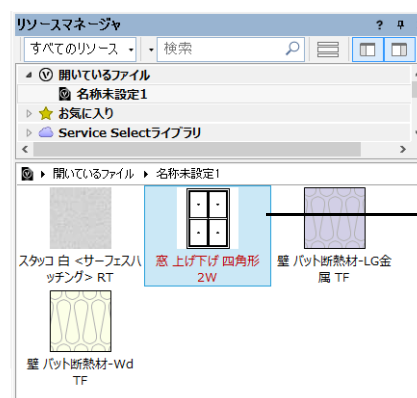 リソースマネージャ ?
すべてのリソース 検索
開いているファイル
名称未設定1
お気に入り
Service Selectライブラリ
開いているファイル 名称未設定1
スタッコ 白 <サーフェスハ
ッチング> RT
窓 上げ下げ 四角形
2W
壁 バット断熱材-LG金
属 TF
壁 バット断熱材-Wd
TF